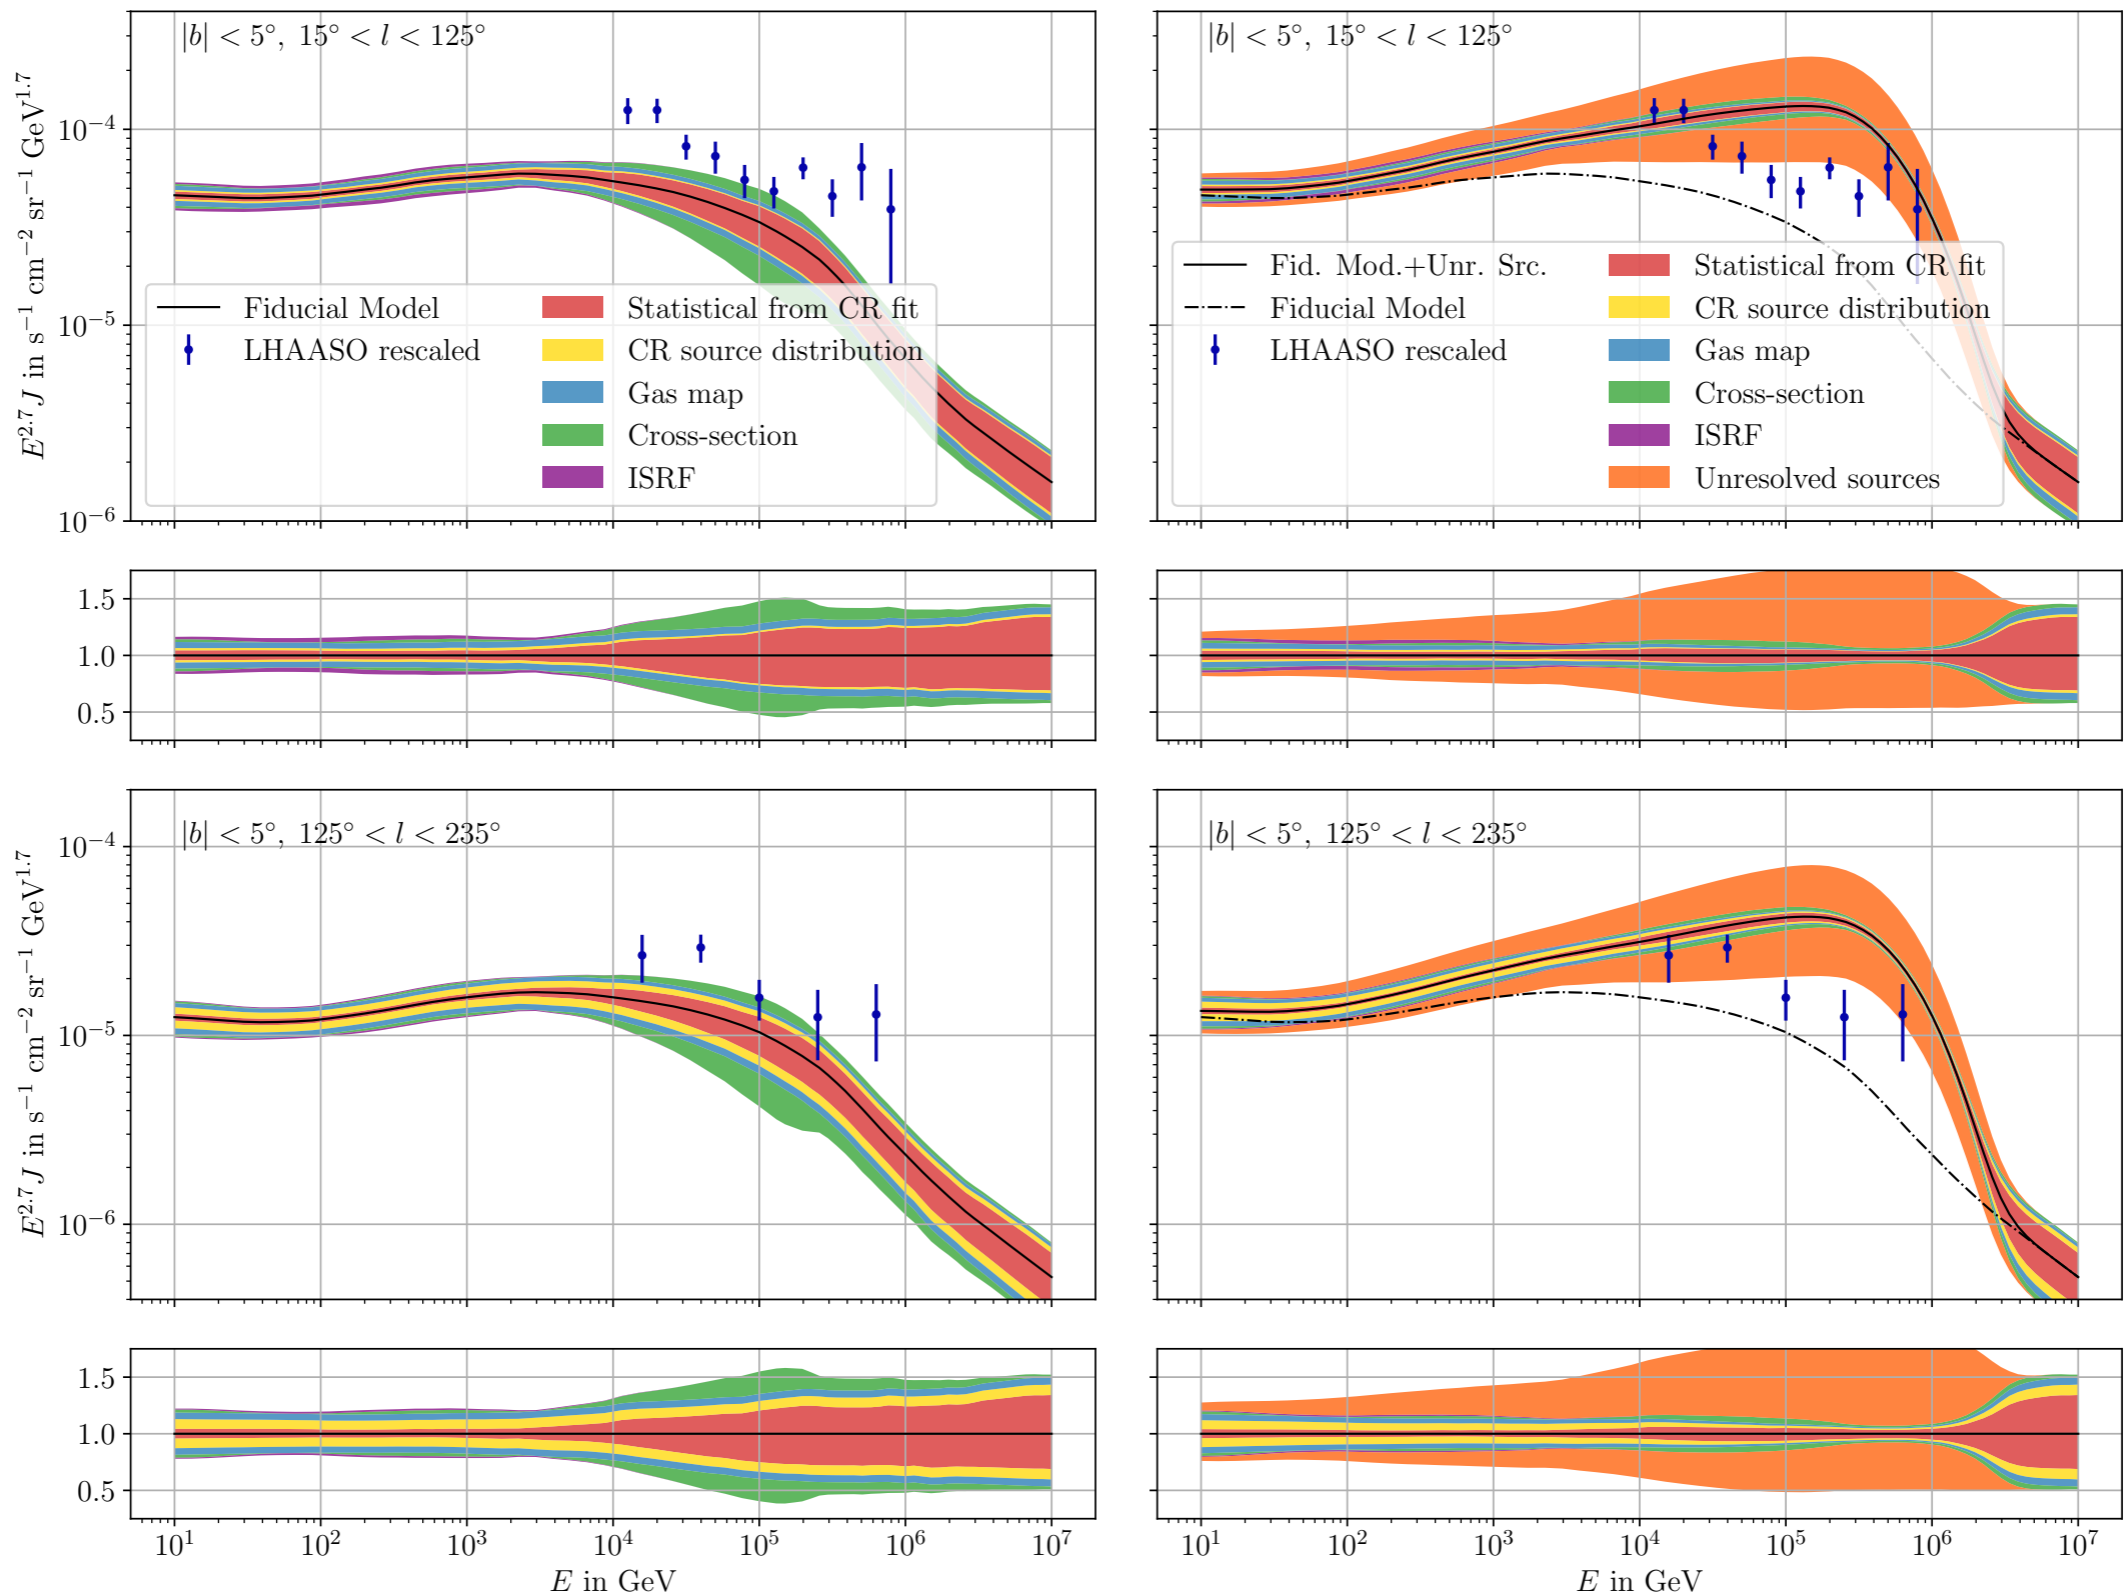 |b| < 5°, 15° < l < 125°
E^2.7 J in s^−1 cm^−2 sr^−1 GeV^1.7
10^−4
10^−5
10^−6
Fiducial Model
LHAASO rescaled
Statistical from CR fit
CR source distribution
Gas map
Cross-section
ISRF
|b| < 5°, 15° < l < 125°
Fid. Mod.+Unr. Src.
Fiducial Model
LHAASO rescaled
Statistical from CR fit
CR source distribution
Gas map
Cross-section
ISRF
Unresolved sources
1.5
1.0
0.5
|b| < 5°, 125° < l < 235°
E^2.7 J in s^−1 cm^−2 sr^−1 GeV^1.7
10^−4
10^−5
10^−6
|b| < 5°, 125° < l < 235°
1.5
1.0
0.5
10^1 10^2 10^3 10^4 10^5 10^6 10^7
E in GeV
10^1 10^2 10^3 10^4 10^5 10^6 10^7
E in GeV